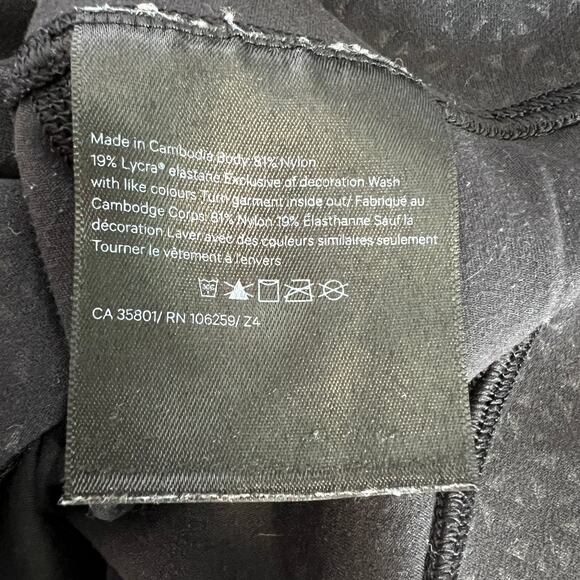 Made in Cambodia Body: 81% Nylon
19% Lycra® elastane Exclusive of decoration Wash
with like colours Turn garment inside out/ Fabriqué au
Cambodge Corps: 81% Nylon 19% Élasthanne Sauf la
décoration Laver avec des couleurs similaires seulement
Tourner le vêtement à l'envers
CA 35801/ RN 106259/ Z4